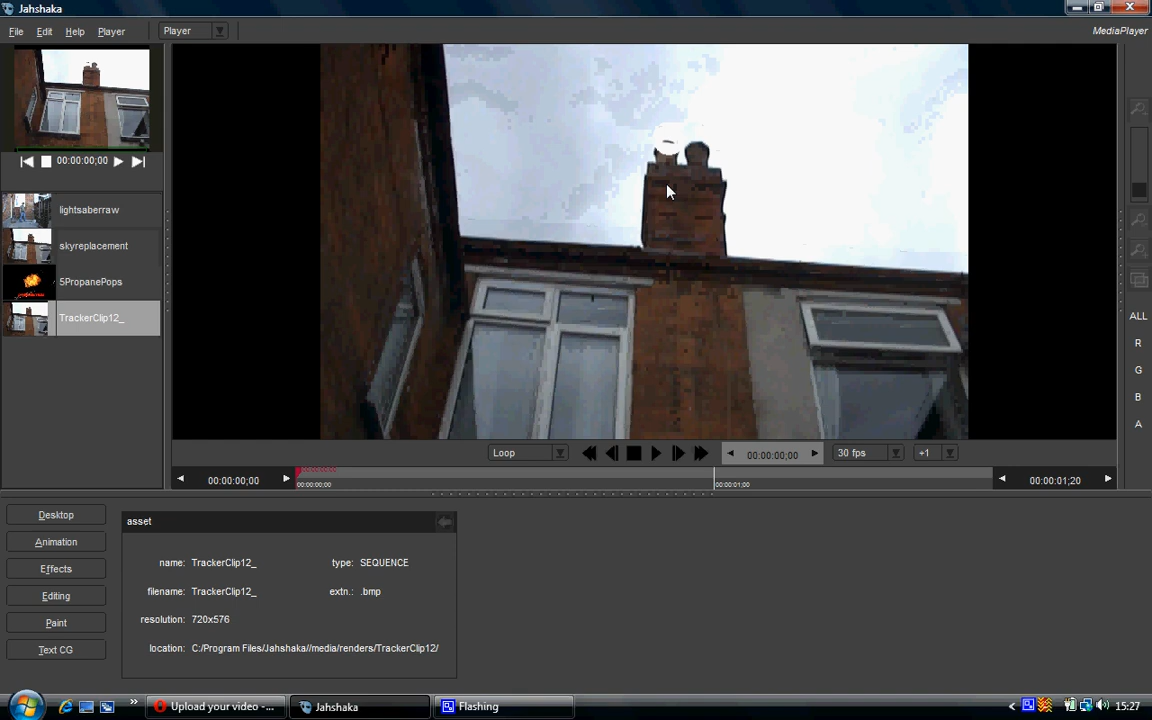 Jahshaka
File Edit Help Player Player MediaPlayer
00:00:00;00
lightsaberraw
skyreplacement
5PropanePops
TrackerClip12_
ALL
R
G
B
A
Loop 00:00:00;00 30 fps +1
00:00:00;00 00:00:00;00 00:00:01;00 00:00:01;20
Desktop
Animation
Effects
Editing
Paint
Text CG
asset
name: TrackerClip12_ type: SEQUENCE
filename: TrackerClip12_ extn.: .bmp
resolution: 720x576
location: C:/Program Files/Jahshaka//media/renders/TrackerClip12/
» Upload your video -... Jahshaka Flashing < 15:27